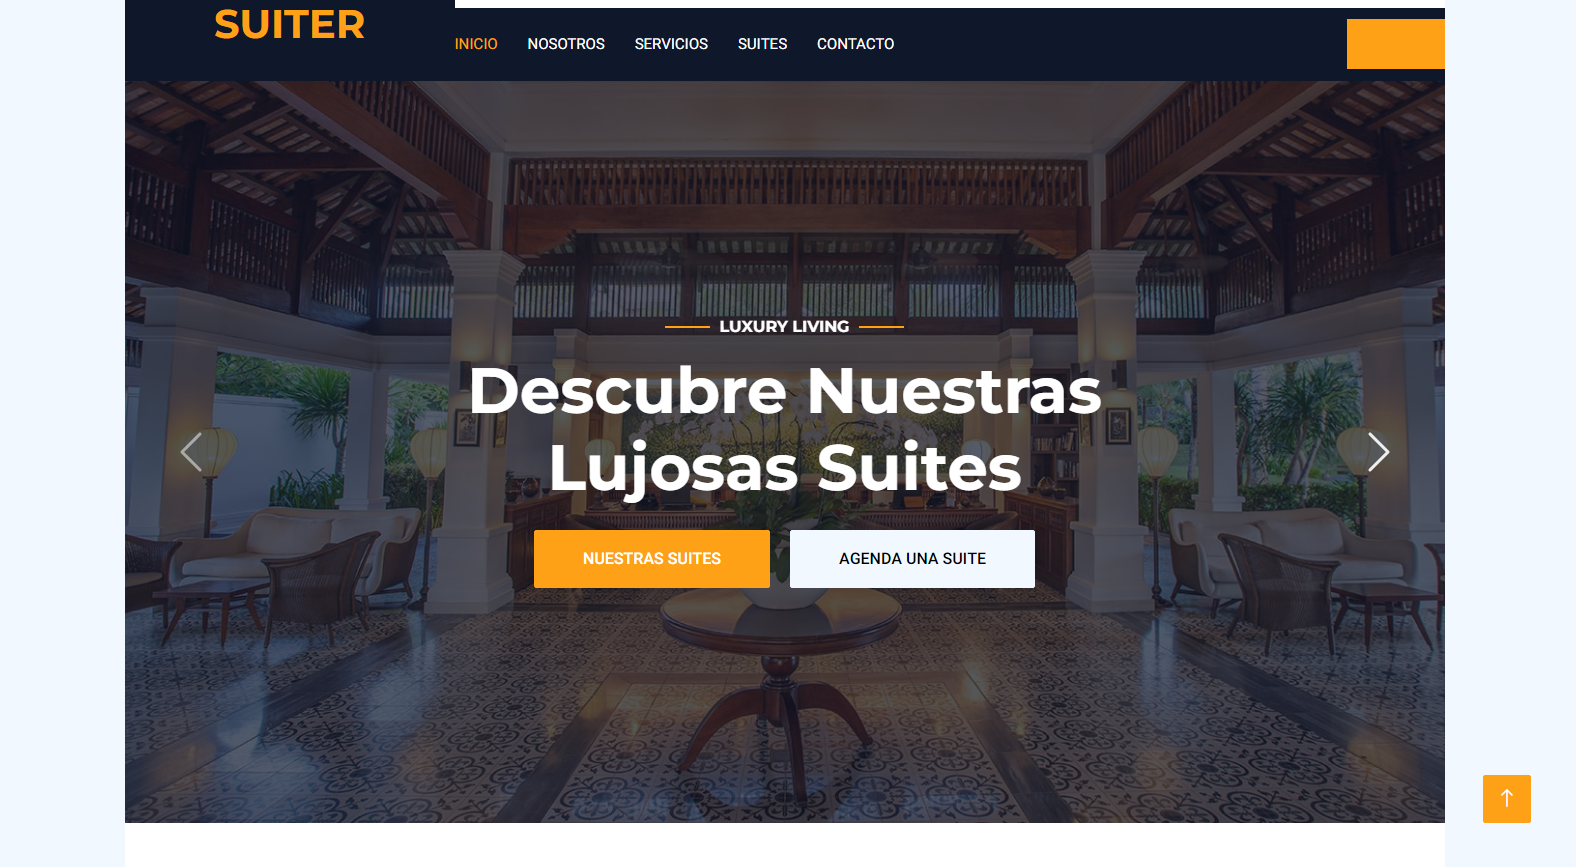 SUITER
INICIO NOSOTROS SERVICIOS SUITES CONTACTO
LUXURY LIVING
Descubre Nuestras
Lujosas Suites
NUESTRAS SUITES AGENDA UNA SUITE